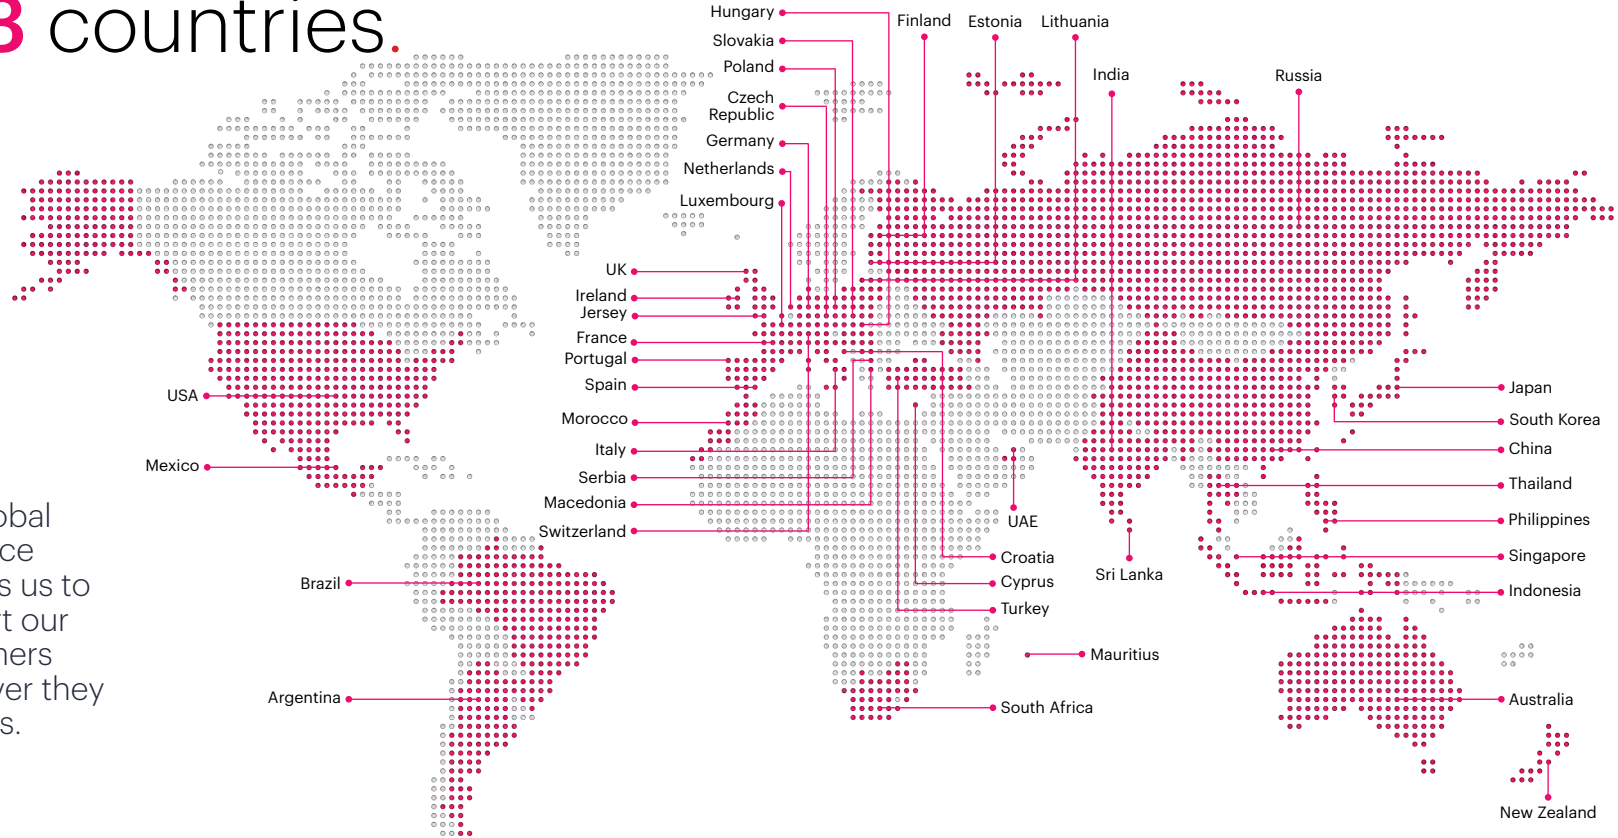 3 countries.
Hungary
Slovakia
Poland
Czech
Republic
Germany
Netherlands
Luxembourg
Finland
Estonia
Lithuania
India
Russia
UK
Ireland
Jersey
France
Portugal
Spain
Morocco
Italy
Serbia
Macedonia
Switzerland
USA
Mexico
Brazil
Argentina
obal
ce
s us to
t our
ners
ver they
s.
UAE
Sri Lanka
Croatia
Cyprus
Turkey
Mauritius
South Africa
Japan
South Korea
China
Thailand
Philippines
Singapore
Indonesia
Australia
New Zealand